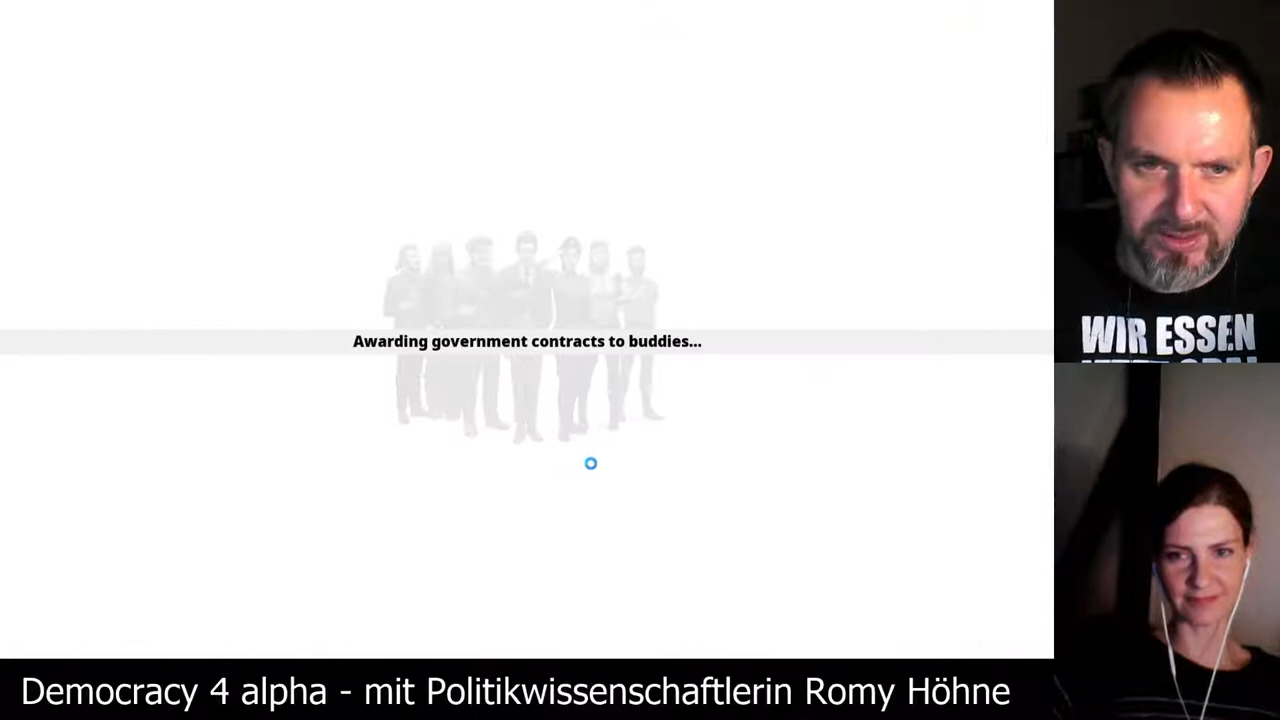 Awarding government contracts to buddies...
WIR ESSEN
Democracy 4 alpha - mit Politikwissenschaftlerin Romy Höhne